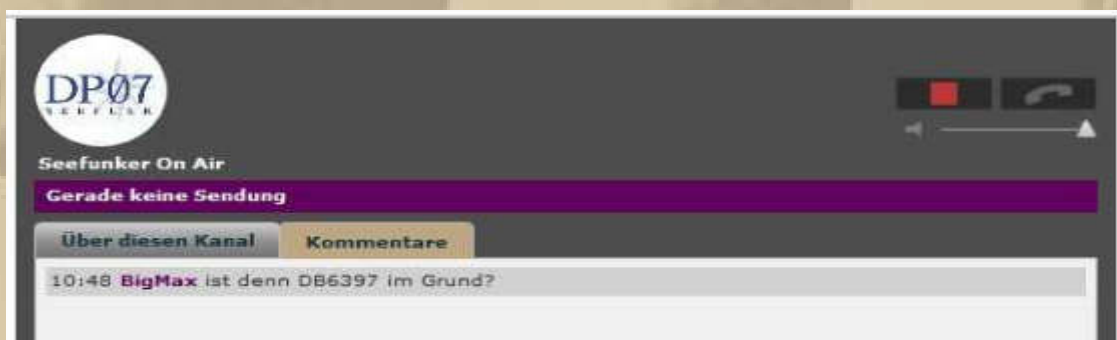 DP07
SEEFUNK
Seefunker On Air
Gerade keine Sendung
Über diesen Kanal
Kommentare
10:48 BigMax ist denn DB6397 im Grund?